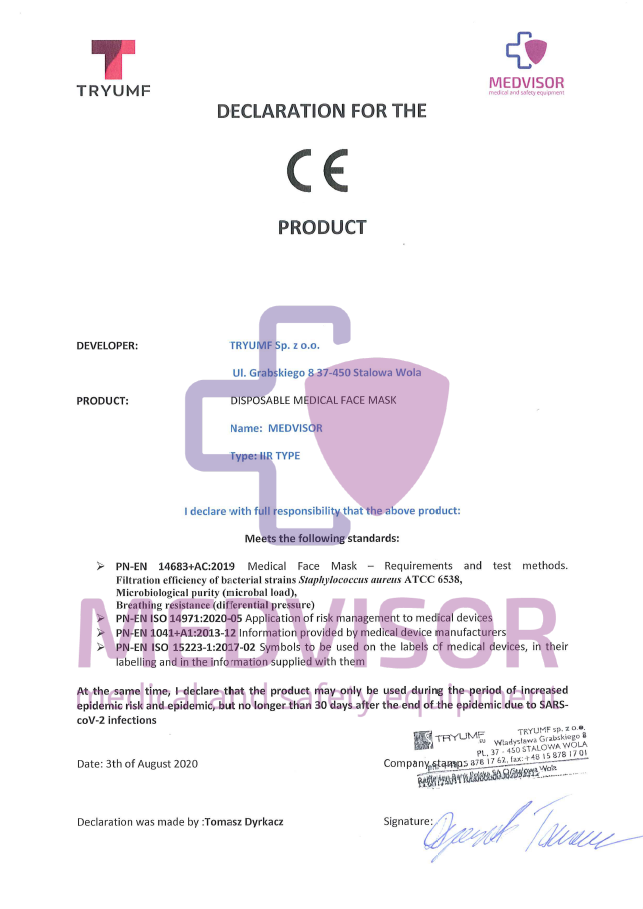 TRYUMF
MEDVISOR
medical and safety equipment
DECLARATION FOR THE
CE
PRODUCT
DEVELOPER: TRYUMF Sp. z o.o.
Ul. Grabskiego 8 37-450 Stalowa Wola
PRODUCT: DISPOSABLE MEDICAL FACE MASK
Name: MEDVISOR
Type: IIR TYPE
I declare with full responsibility that the above product:
Meets the following standards:
➢ PN-EN 14683+AC:2019 Medical Face Mask – Requirements and test methods.
Filtration efficiency of bacterial strains Staphylococcus aureus ATCC 6538,
Microbiological purity (microbal load),
Breathing resistance (differential pressure)
➢ PN-EN ISO 14971:2020-05 Application of risk management to medical devices
➢ PN-EN 1041+A1:2013-12 Information provided by medical device manufacturers
➢ PN-EN ISO 15223-1:2017-02 Symbols to be used on the labels of medical devices, in their
labelling and in the information supplied with them
MEDVISOR
medical and safety equipment
At the same time, I declare that the product may only be used during the period of increased
epidemic risk and epidemic, but no longer than 30 days after the end of the epidemic due to SARS-
coV-2 infections
TRYUMF TRYUMF sp. z o.o.
Władysława Grabskiego 8
PL, 37 - 450 STALOWA WOLA
Date: 3th of August 2020 Company stamps 878 17 62, fax: +48 15 878 17 01
Declaration was made by :Tomasz Dyrkacz Signature: